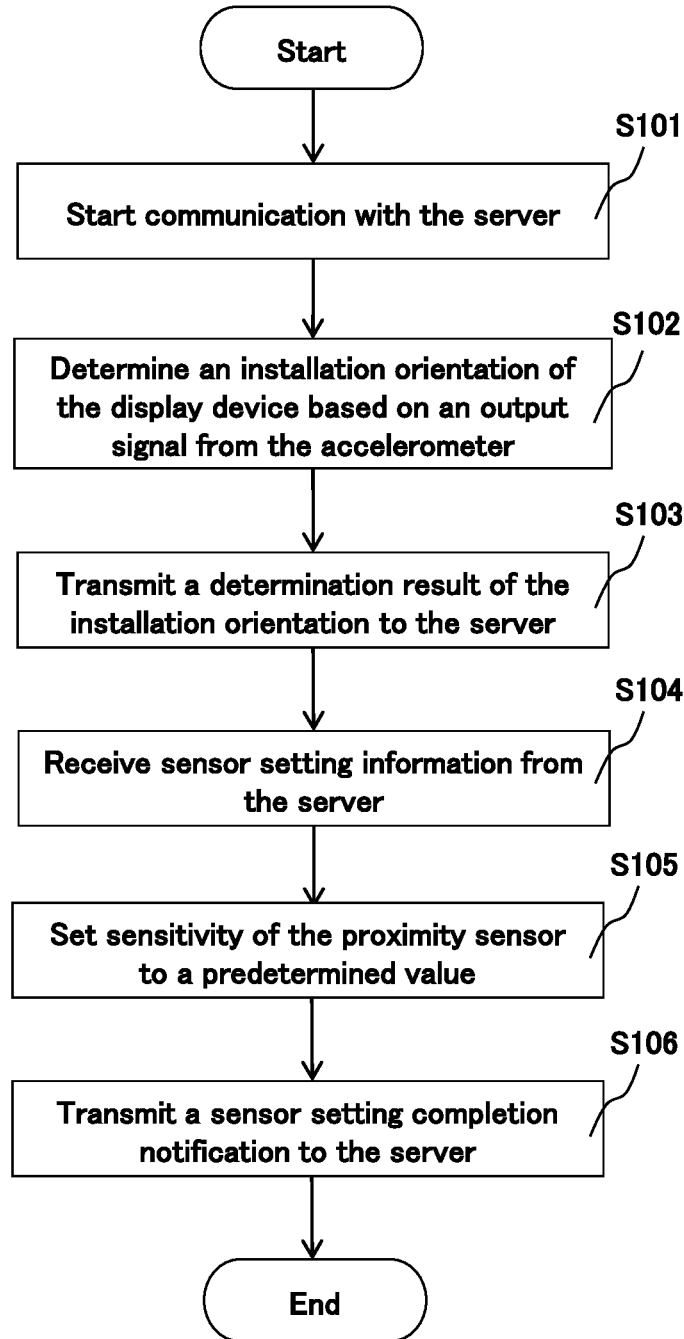 Start
S101
Start communication with the server
S102
Determine an installation orientation of
the display device based on an output
signal from the accelerometer
S103
Transmit a determination result of the
installation orientation to the server
S104
Receive sensor setting information from
the server
S105
Set sensitivity of the proximity sensor
to a predetermined value
S106
Transmit a sensor setting completion
notification to the server
End